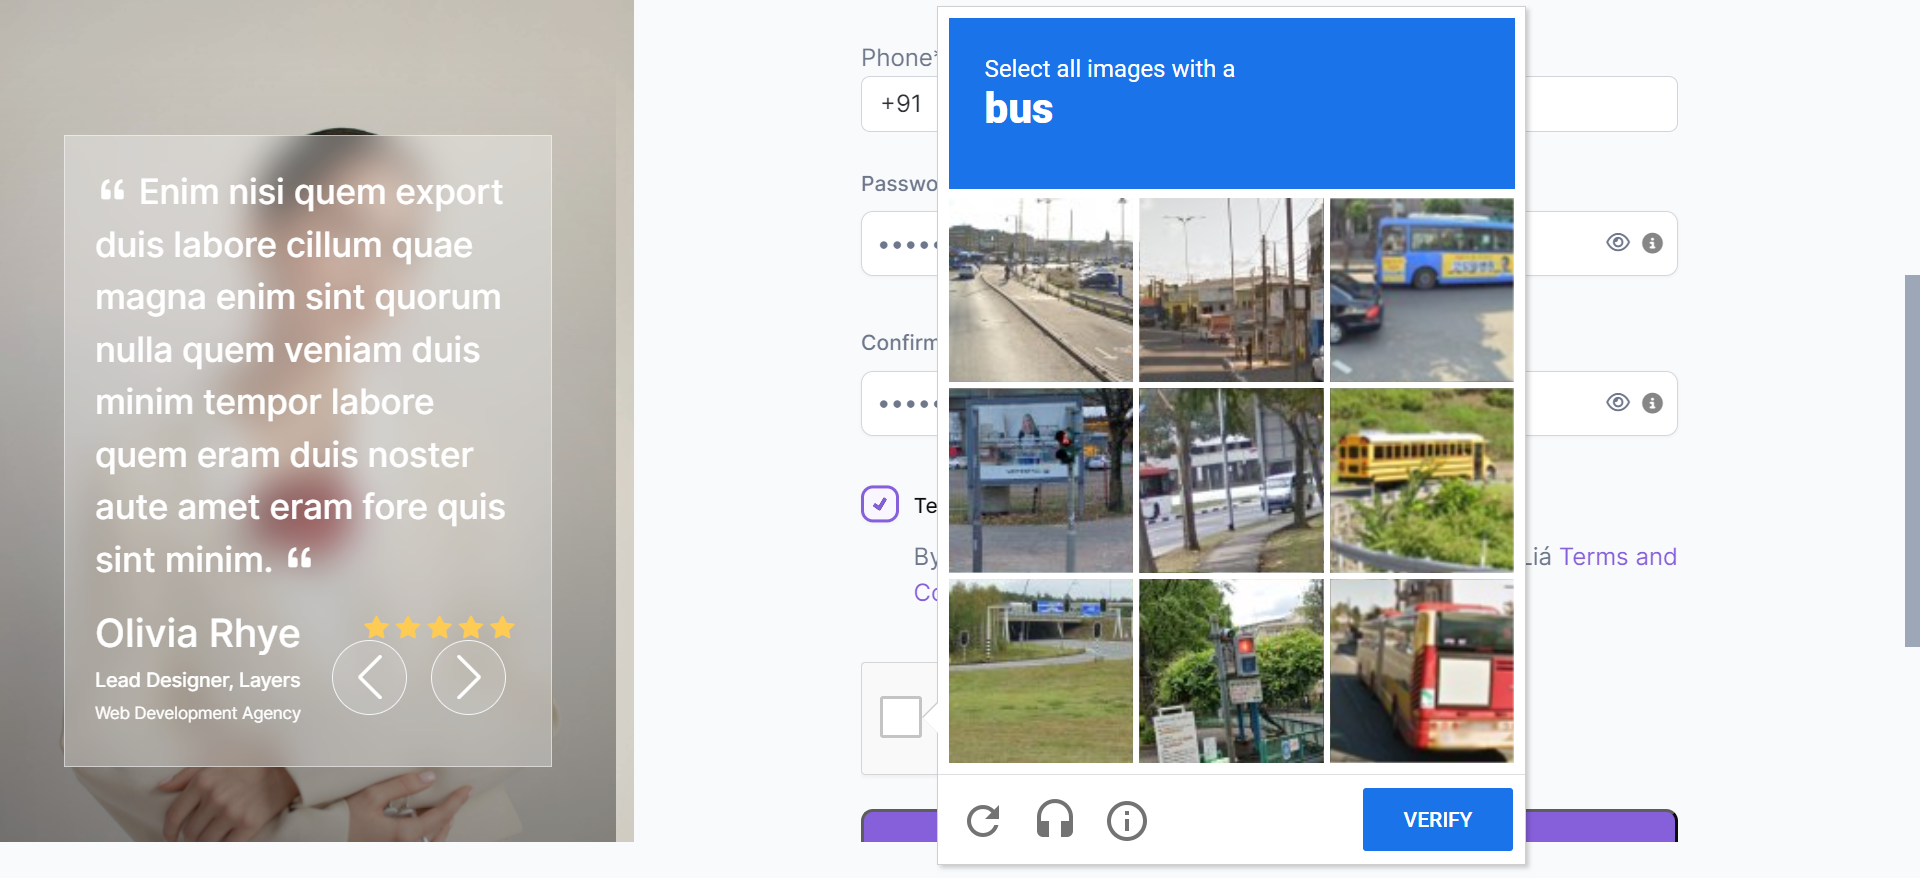 “ Enim nisi quem export
duis labore cillum quae
magna enim sint quorum
nulla quem veniam duis
minim tempor labore
quem eram duis noster
aute amet eram fore quis
sint minim. “
Olivia Rhye
Lead Designer, Layers
Web Development Agency
Phone*
+91
Passwo
Confirm
Te
By
Liá Terms and
Co
Select all images with a
bus
VERIFY